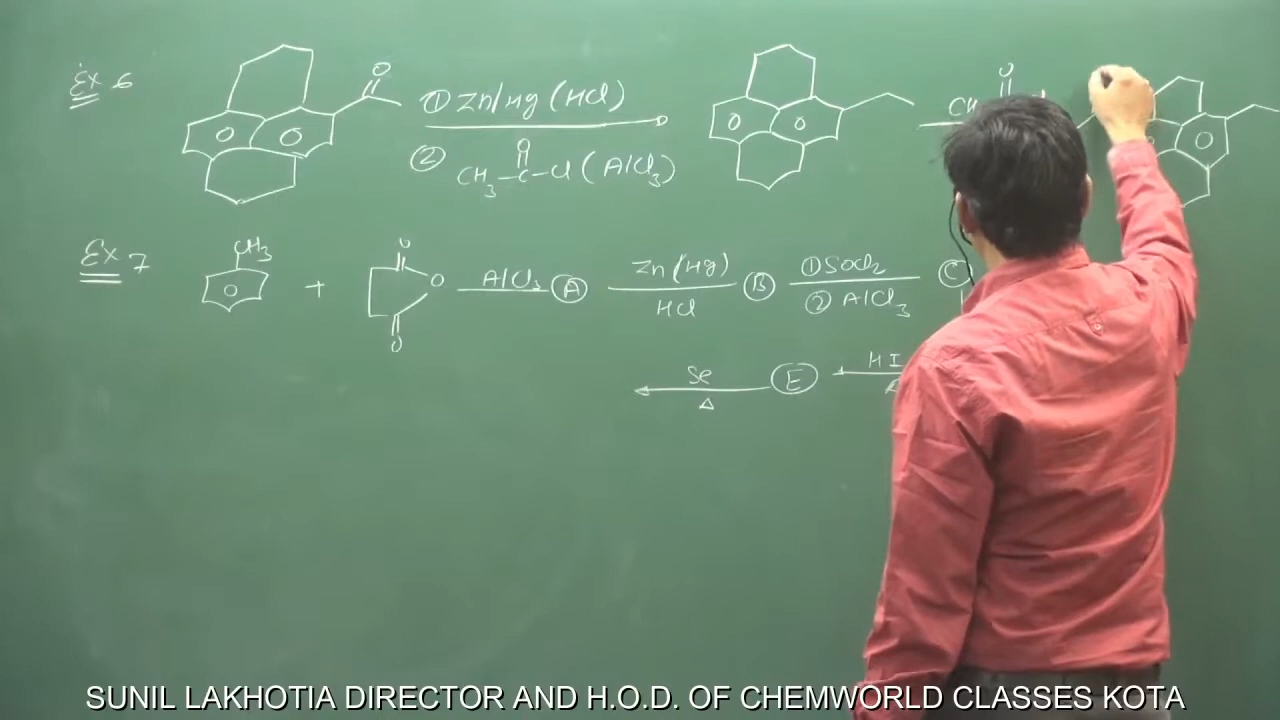 Ex 6
O
① Zn/Hg (HCl)
② CH3-C-Cl (AlCl3)
O
CH
O
Ex 7
CH3
+
O
O
O
AlCl3 Ⓐ
Zn(Hg)
HCl
Ⓑ
① SOCl2
② AlCl3
Ⓒ
HI
Ⓔ
Se
Δ
SUNIL LAKHOTIA DIRECTOR AND H.O.D. OF CHEMWORLD CLASSES KOTA